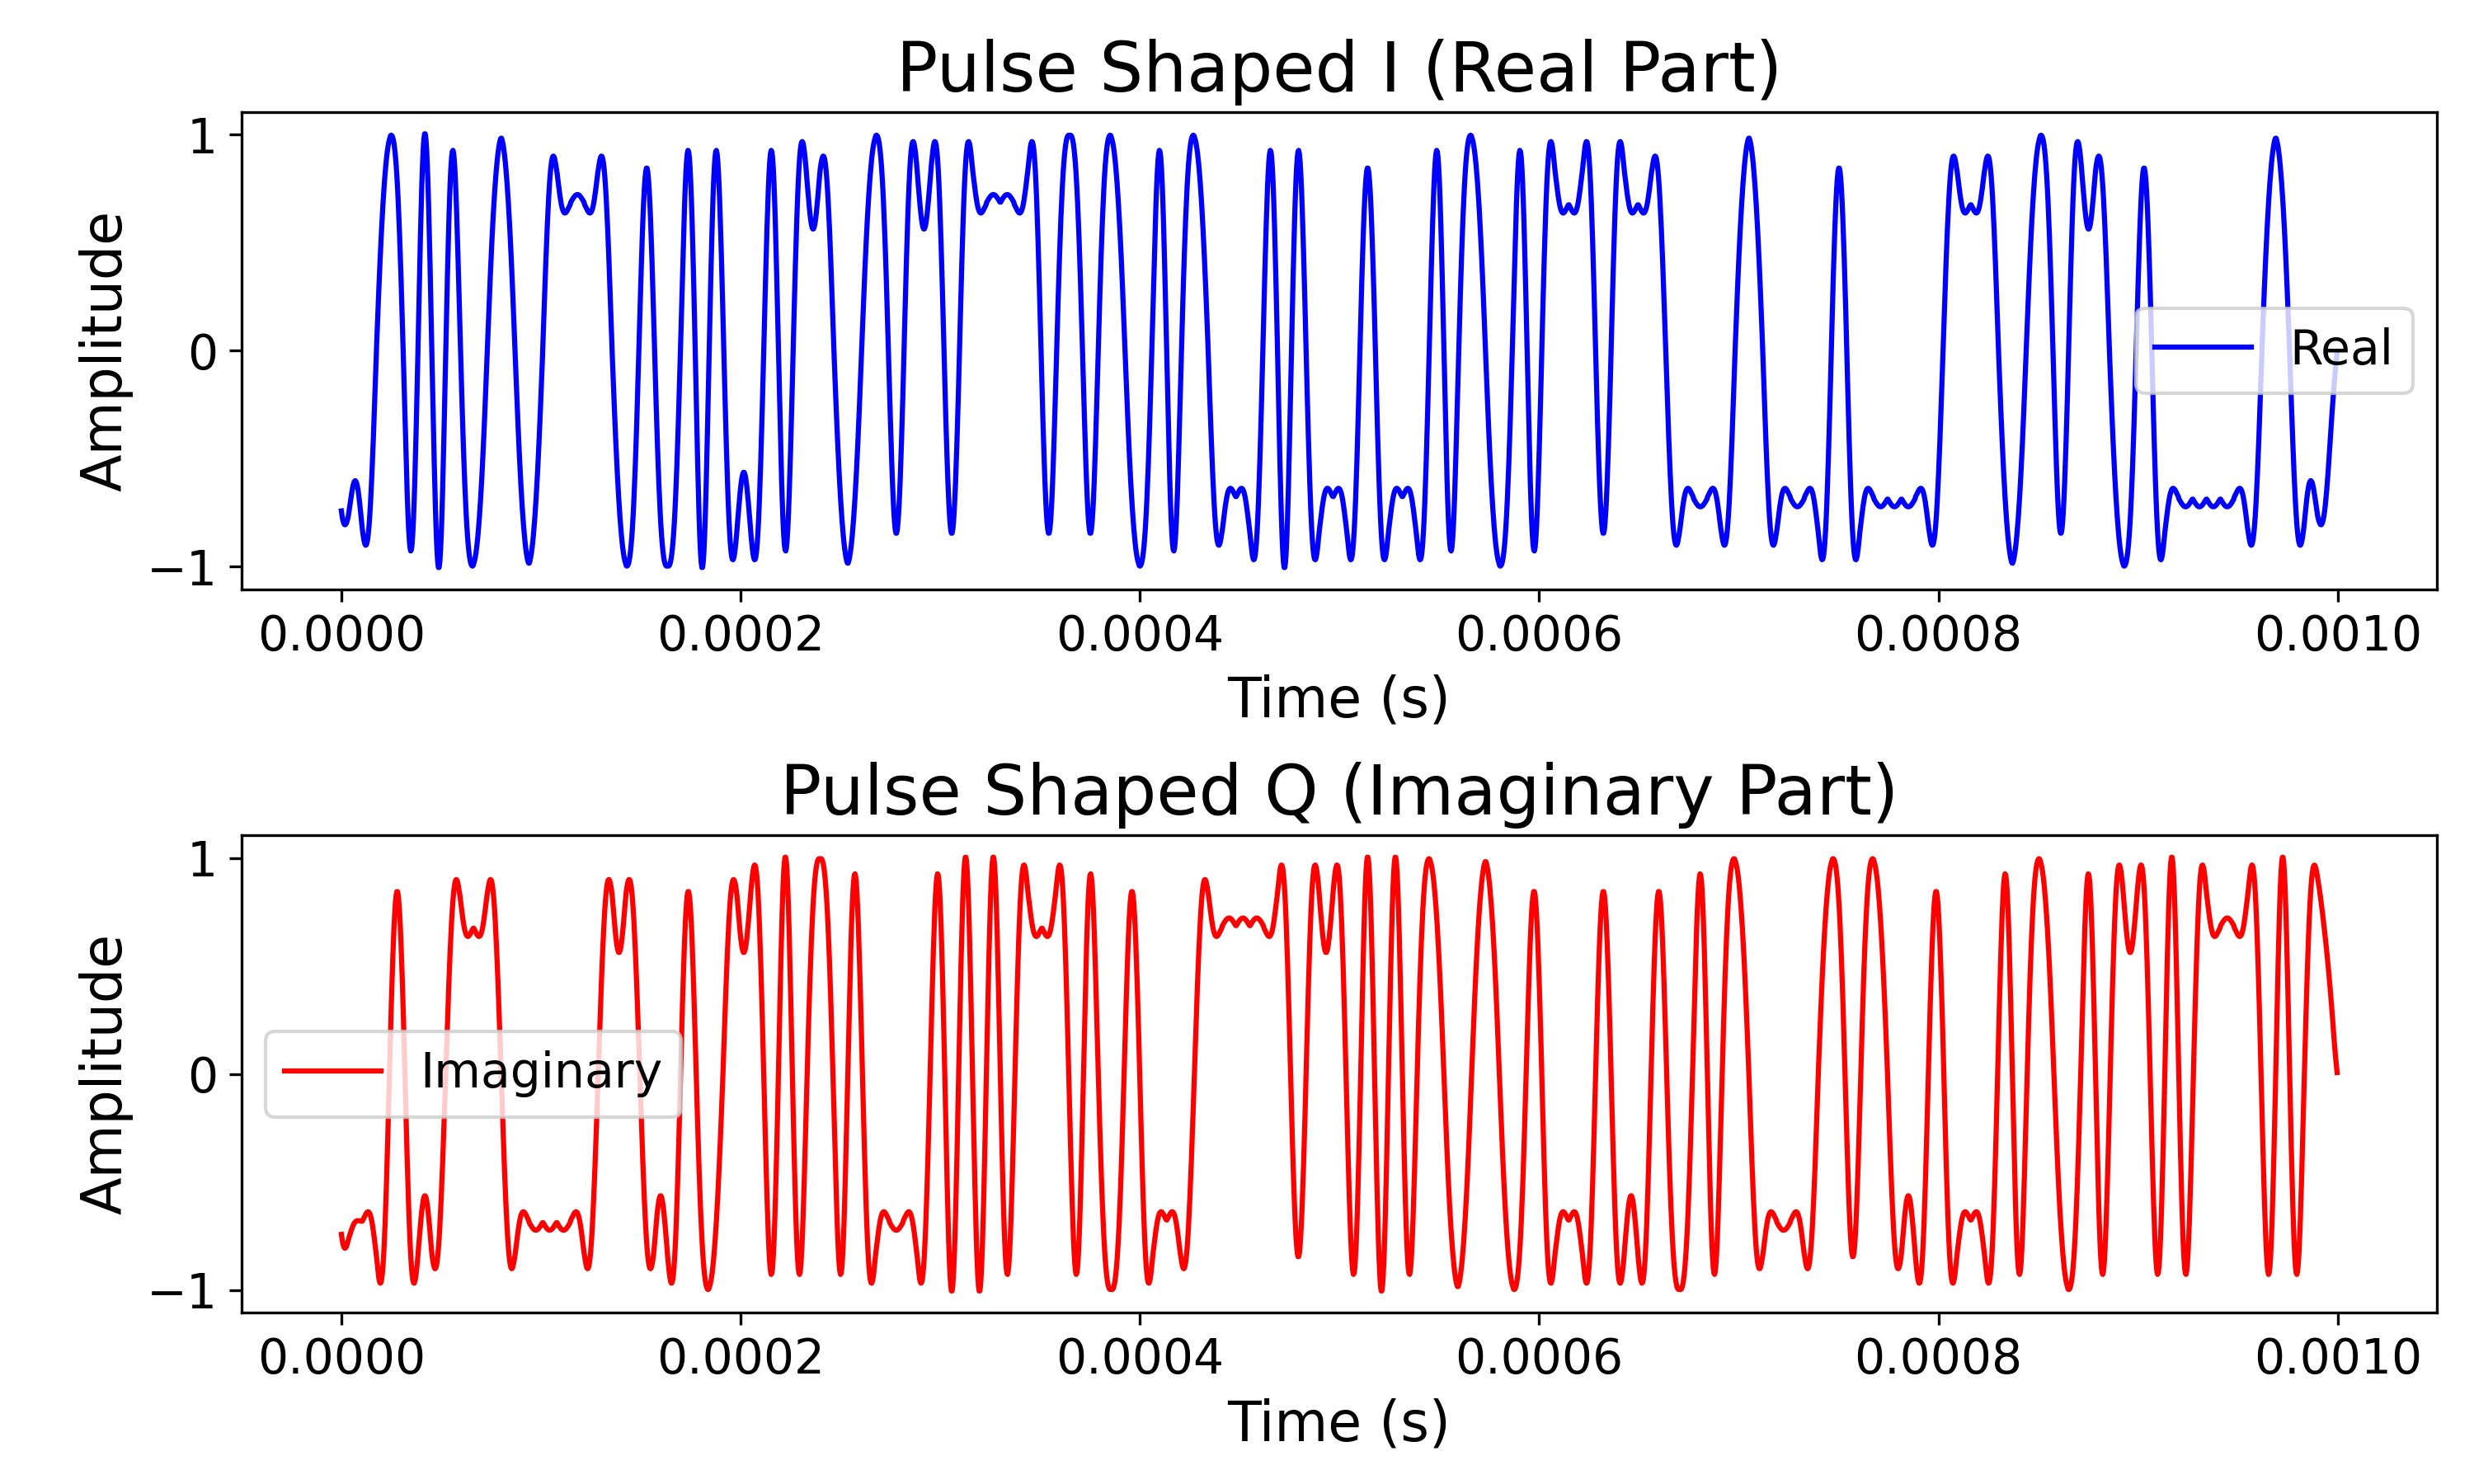 Pulse Shaped I (Real Part)
1
0
−1
Amplitude
Real
0.0000 0.0002 0.0004 0.0006 0.0008 0.0010
Time (s)
Pulse Shaped Q (Imaginary Part)
1
0
−1
Amplitude
Imaginary
0.0000 0.0002 0.0004 0.0006 0.0008 0.0010
Time (s)